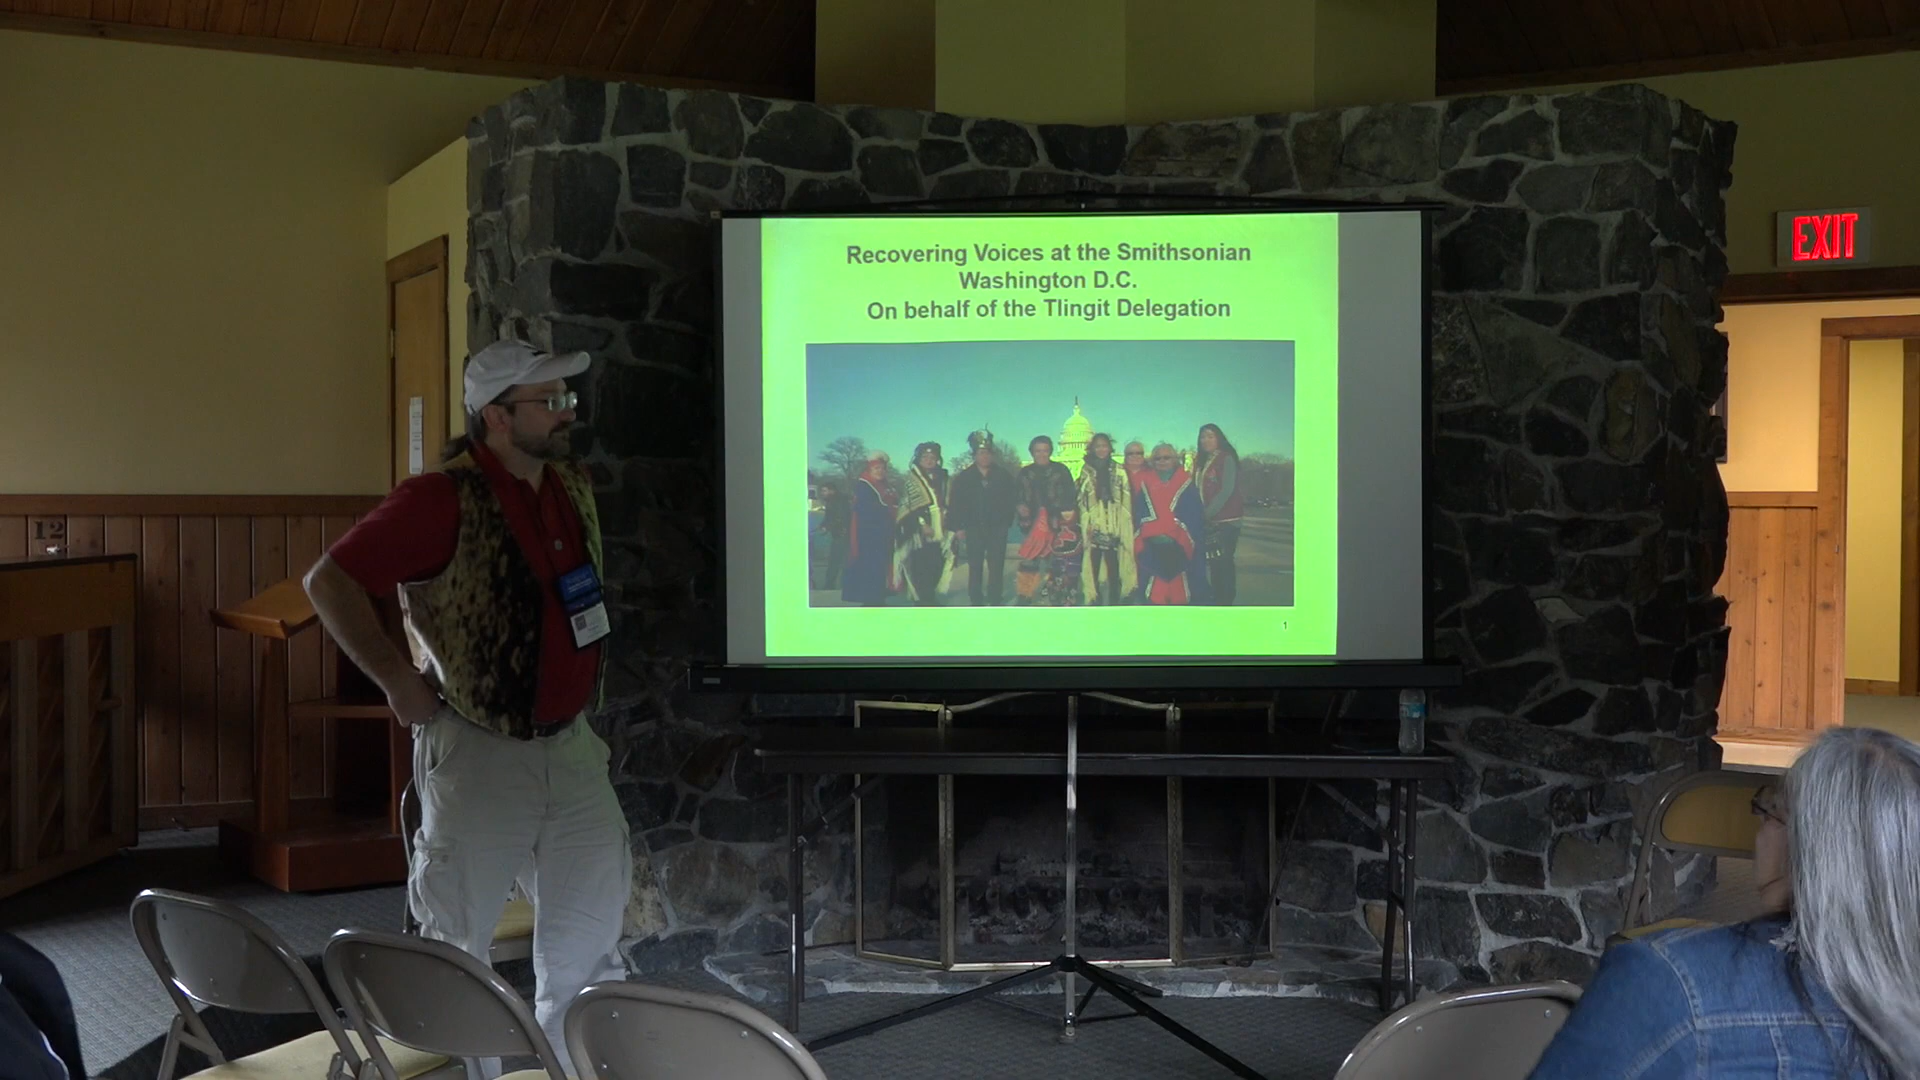 Recovering Voices at the Smithsonian
Washington D.C.
On behalf of the Tlingit Delegation
1
EXIT
12